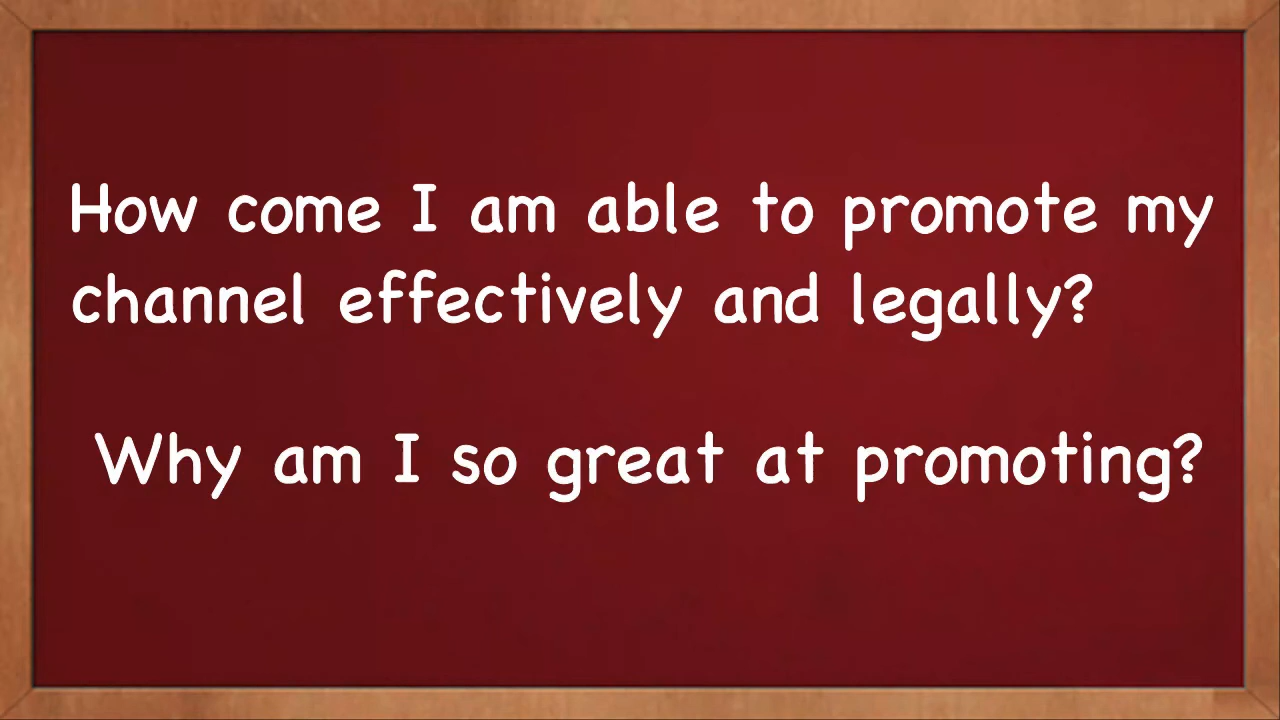 How come I am able to promote my
channel effectively and legally?
Why am I so great at promoting?